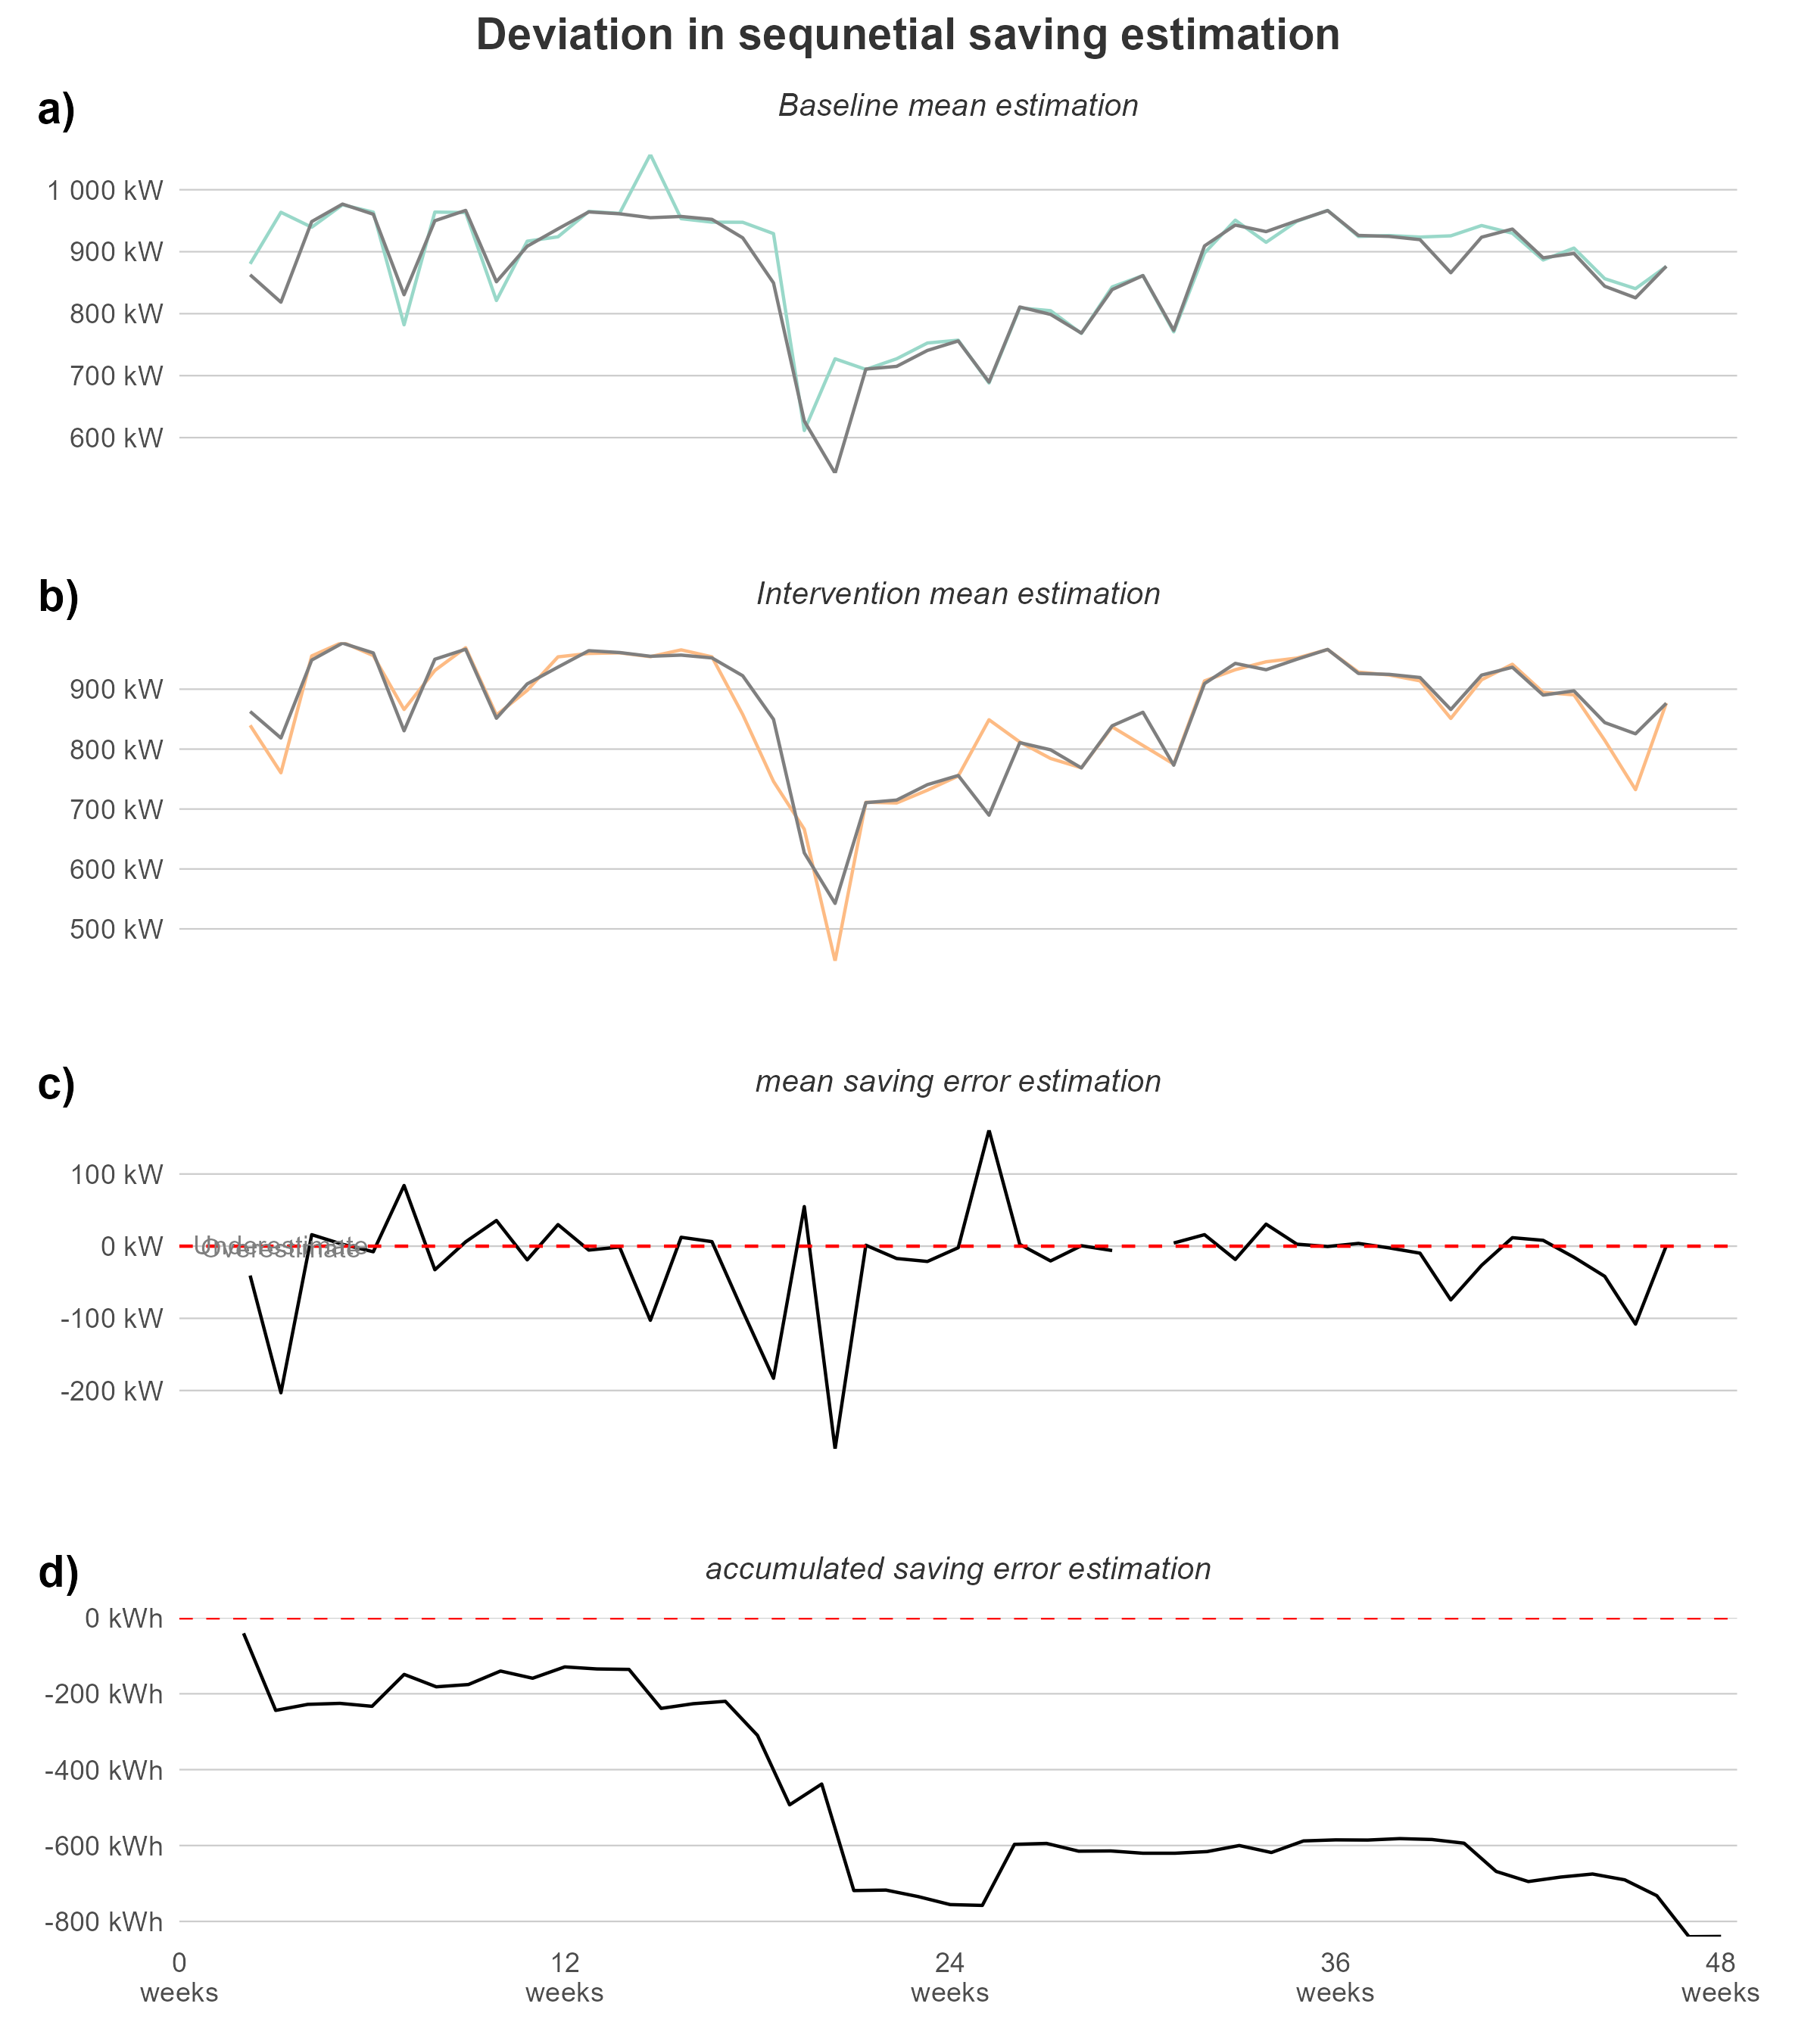 Deviation in sequnetial saving estimation
a)
Baseline mean estimation
1 000 kW
900 kW
800 kW
700 kW
600 kW
b)
Intervention mean estimation
900 kW
800 kW
700 kW
600 kW
500 kW
c)
mean saving error estimation
100 kW
0 kW
Underestimate
Overestimate
-100 kW
-200 kW
d)
accumulated saving error estimation
0 kWh
-200 kWh
-400 kWh
-600 kWh
-800 kWh
0 12 24 36 48
weeks weeks weeks weeks weeks